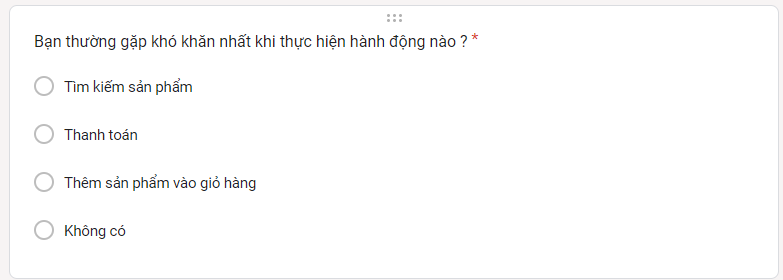 Bạn thường gặp khó khăn nhất khi thực hiện hành động nào ? *
Tìm kiếm sản phẩm
Thanh toán
Thêm sản phẩm vào giỏ hàng
Không có